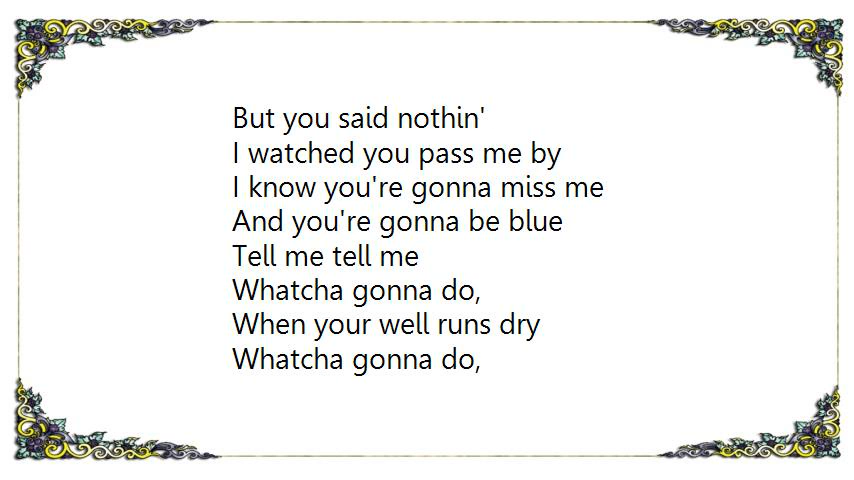 But you said nothin'
I watched you pass me by
I know you're gonna miss me
And you're gonna be blue
Tell me tell me
Whatcha gonna do,
When your well runs dry
Whatcha gonna do,